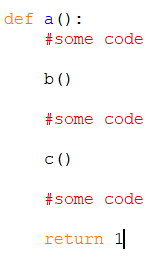 def a():
    #some code
    b()
    #some code
    c()
    #some code
    return 1